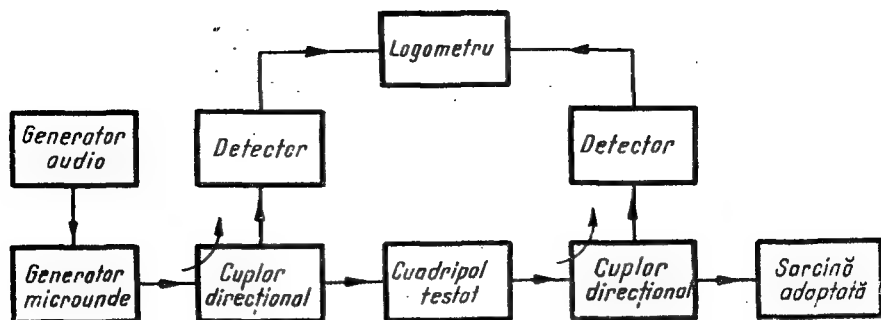 Logometru
Generator
audio
Detector
Detector
Generator
microunde
Cuplor
direcțional
Cuadripol
testat
Cuplor
direcțional
Sarcină
adaptată